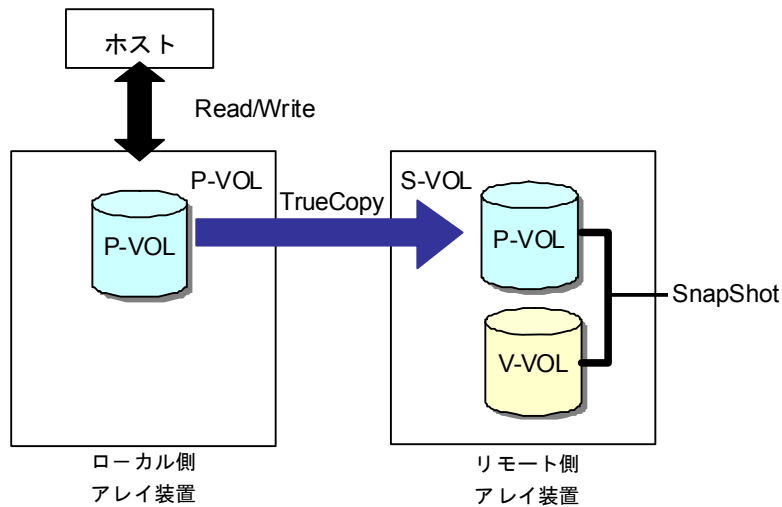 ホスト
Read/Write
P-VOL
S-VOL
TrueCopy
P-VOL
P-VOL
SnapShot
V-VOL
ローカル側
アレイ装置
リモート側
アレイ装置